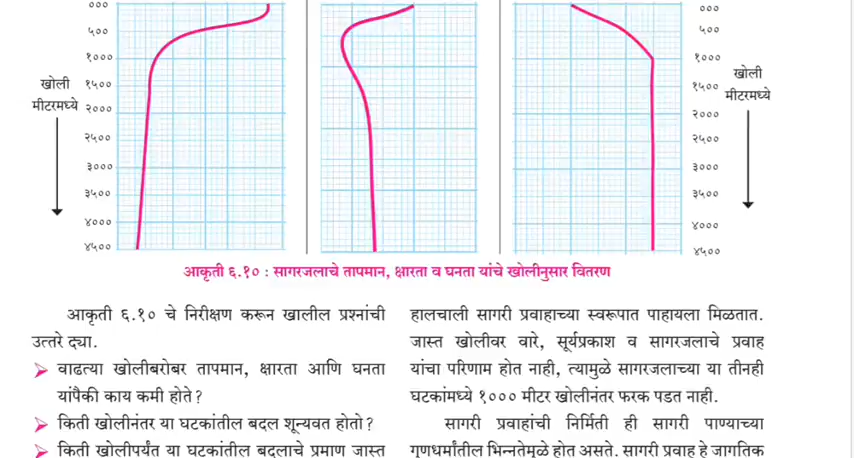 ०००
५००
१०००
१५००
२०००
२५००
३०००
३५००
४०००
४५००
खोली
मीटरमध्ये
०००
५००
१०००
१५००
२०००
२५००
३०००
३५००
४०००
४५००
खोली
मीटरमध्ये
आकृती ६.१० : सागरजलाचे तापमान, क्षारता व घनता यांचे खोलीनुसार वितरण
आकृती ६.१० चे निरीक्षण करून खालील प्रश्नांची
उत्तरे द्या.
वाढत्या खोलीबरोबर तापमान, क्षारता आणि घनता
यांपैकी काय कमी होते ?
किती खोलीनंतर या घटकांतील बदल शून्यवत होतो ?
किती खोलीपर्यंत या घटकांतील बदलाचे प्रमाण जास्त
हालचाली सागरी प्रवाहाच्या स्वरूपात पाहायला मिळतात.
जास्त खोलीवर वारे, सूर्यप्रकाश व सागरजलाचे प्रवाह
यांचा परिणाम होत नाही, त्यामुळे सागरजलाच्या या तीनही
घटकांमध्ये १००० मीटर खोलीनंतर फरक पडत नाही.
सागरी प्रवाहांची निर्मिती ही सागरी पाण्याच्या
गुणधर्मांतील भिन्नतेमुळे होत असते. सागरी प्रवाह हे जागतिक